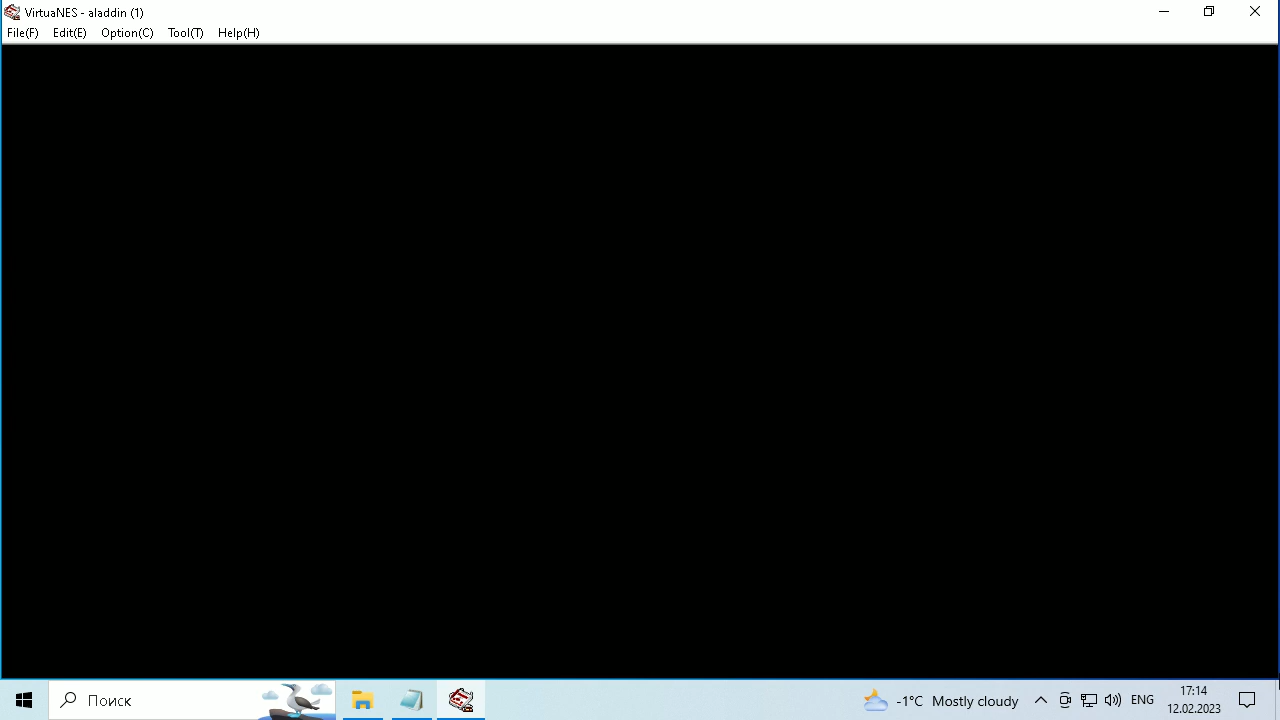 VirtuaNES - aladdin (1)
File(F) Edit(E) Option(C) Tool(T) Help(H)
Поиск
-1°C Mostly cloudy
ENG
17:14
12.02.2023